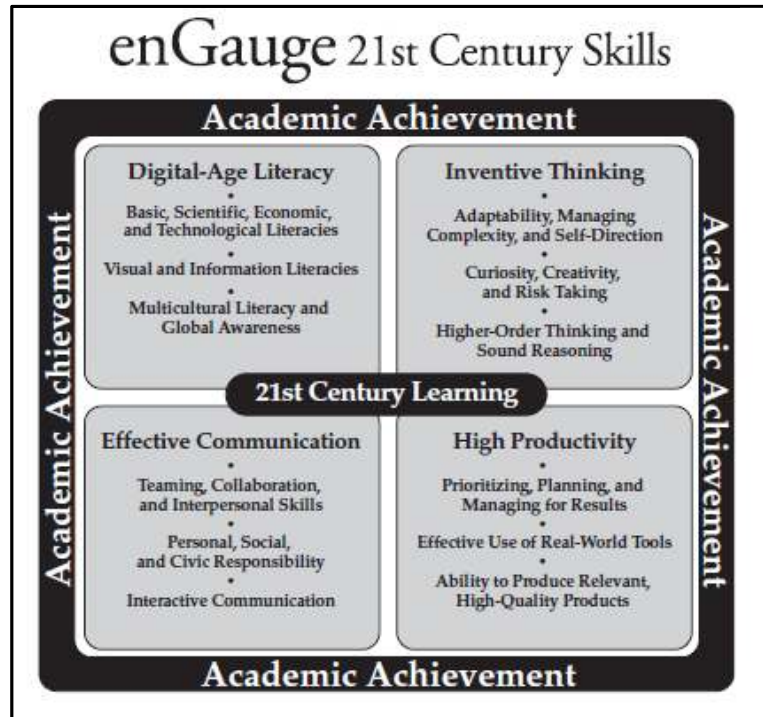 enGauge 21st Century Skills
Academic Achievement
Academic Achievement
Digital-Age Literacy
•
Basic, Scientific, Economic,
and Technological Literacies
•
Visual and Information Literacies
•
Multicultural Literacy and
Global Awareness
Inventive Thinking
•
Adaptability, Managing
Complexity, and Self-Direction
•
Curiosity, Creativity,
and Risk Taking
•
Higher-Order Thinking and
Sound Reasoning
21st Century Learning
Effective Communication
•
Teaming, Collaboration,
and Interpersonal Skills
•
Personal, Social,
and Civic Responsibility
•
Interactive Communication
High Productivity
•
Prioritizing, Planning, and
Managing for Results
•
Effective Use of Real-World Tools
•
Ability to Produce Relevant,
High-Quality Products
Academic Achievement
Academic Achievement